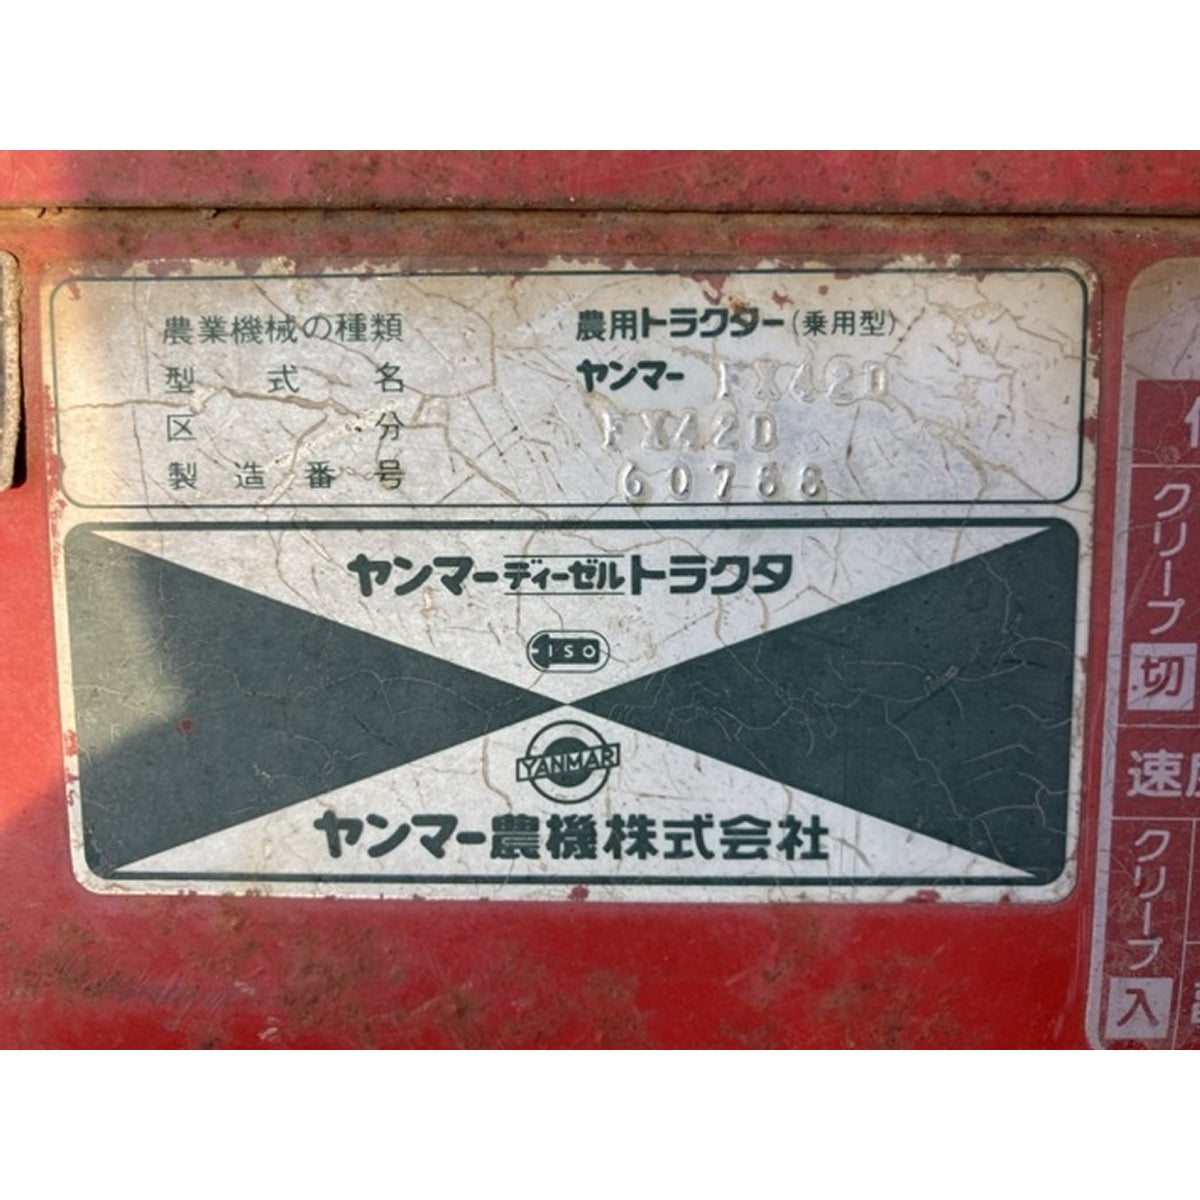 農業機械の種類 農用トラクター(乗用型)
型式名 ヤンマー FX42D
区分 FX42D
製造番号 60788
ヤンマーディーゼルトラクタ
ISO
YANMAR
ヤンマー農機株式会社
クリープ
切
速
クリープ
入